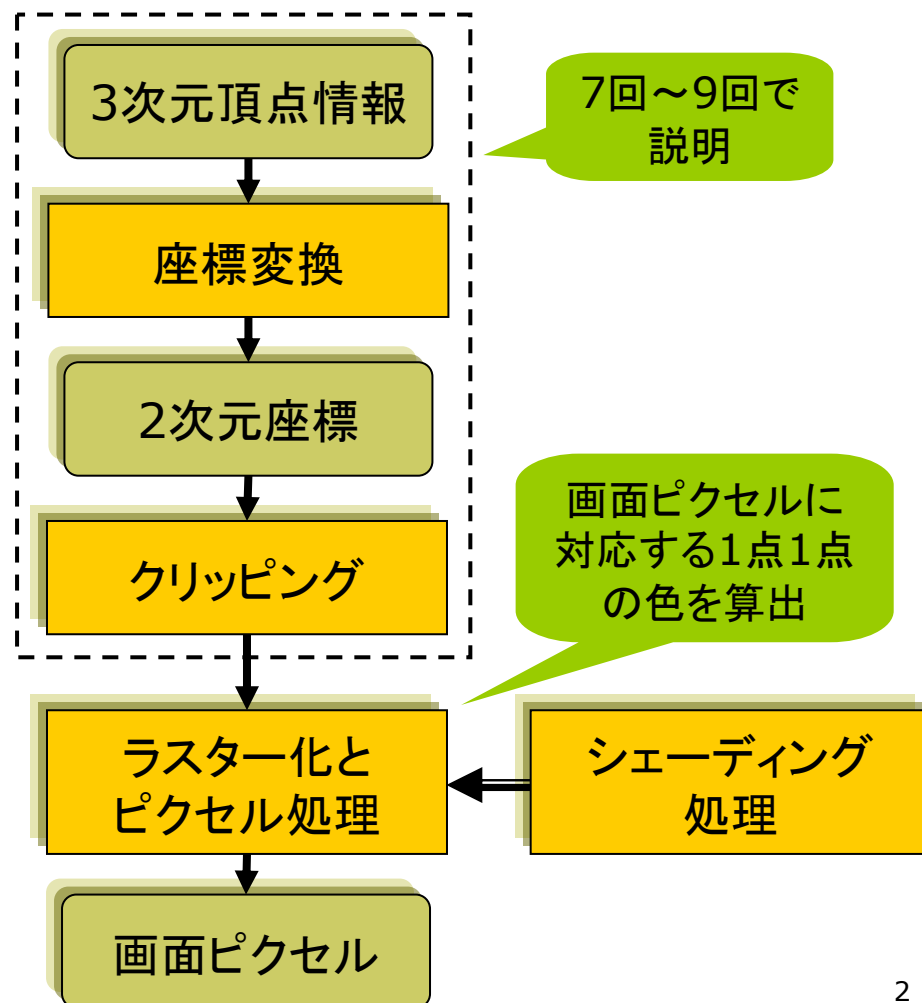 3次元頂点情報
7回~9回で
説明
座標変換
2次元座標
クリッピング
画面ピクセルに
対応する1点1点
の色を算出
ラスター化と
ピクセル処理
シェーディング
処理
画面ピクセル
2